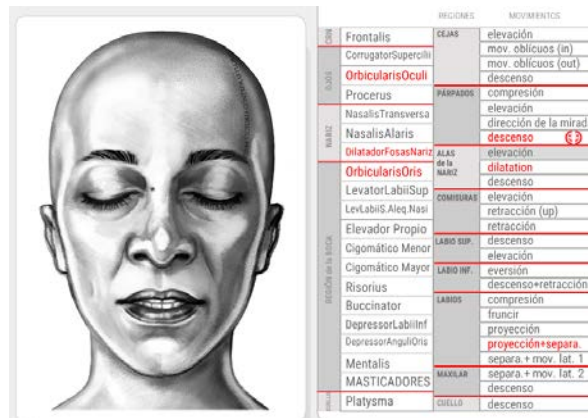 REGIONES MOVIMIENTOS
CRN
Frontalis
OJOS
CorrugatorSupercilii
OrbicularisOculi
Procerus
NARIZ
NasalisTransversa
NasalisAlaris
DilatadorFosasNariz
REGIÓN de la BOCA
OrbicularisOris
LevatorLabiiSup
LevLabiiS.Aleq.Nasi
Elevador Propio
Cigomático Menor
Cigomático Mayor
Risorius
Buccinator
DepressorLabiiInf
DepressorAnguliOris
Mentalis
MASTICADORES
Platysma
CEJAS
elevación
mov. oblícuos (in)
mov. oblícuos (out)
descenso
PÁRPADOS
compresión
elevación
dirección de la mirad
descenso
ALAS
de la
NARIZ
elevación
dilatation
descenso
COMISURAS
elevación
retracción (up)
retracción
LABIO SUP.
descenso
elevación
LABIO INF.
eversión
descenso+retracción
LABIOS
compresión
fruncir
proyección
proyección+separa.
separa.+ mov. lat. 1
MAXILAR
separa.+ mov. lat. 2
descenso
CUELLO
descenso